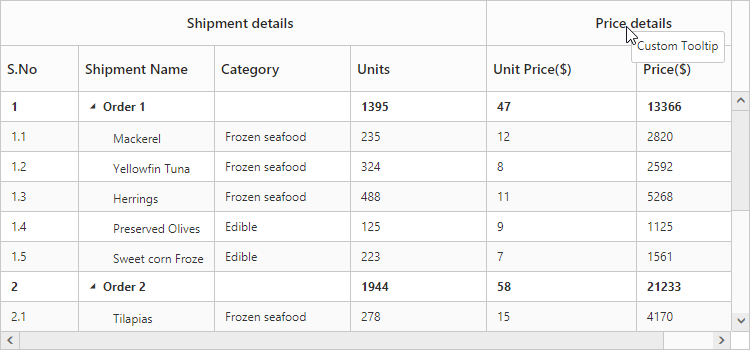 Shipment details Price details
Custom Tooltip
S.No Shipment Name Category Units Unit Price($) Price($)
1 Order 1 1395 47 13366
1.1 Mackerel Frozen seafood 235 12 2820
1.2 Yellowfin Tuna Frozen seafood 324 8 2592
1.3 Herrings Frozen seafood 488 11 5268
1.4 Preserved Olives Edible 125 9 1125
1.5 Sweet corn Froze Edible 223 7 1561
2 Order 2 1944 58 21233
2.1 Tilapias Frozen seafood 278 15 4170